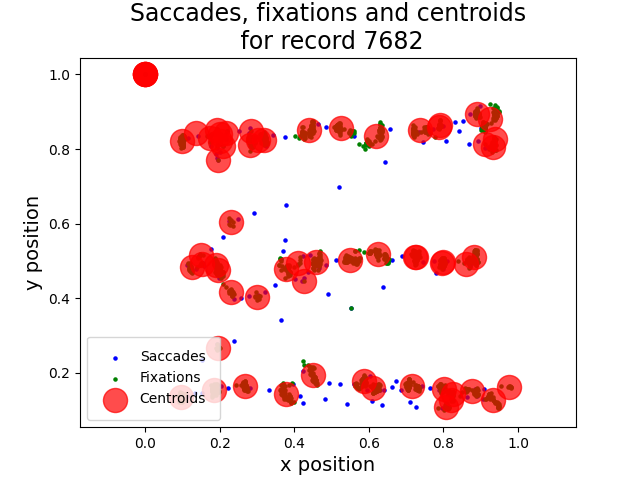 Saccades, fixations and centroids
for record 7682
y position
1.0
0.8
0.6
0.4
0.2
Saccades
Fixations
Centroids
0.0
0.2
0.4
0.6
0.8
1.0
x position